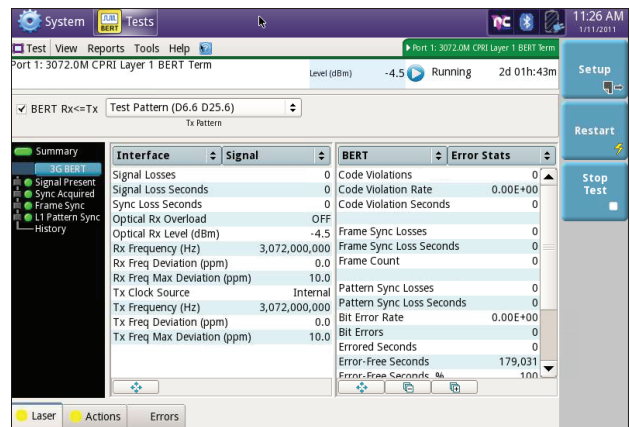 System BERT Tests 11:26 AM
1/11/2011
Test View Reports Tools Help
Port 1: 3072.0M CPRI Layer 1 BERT Term
Port 1: 3072.0M CPRI Layer 1 BERT Term
Level (dBm) -4.5 Running 2d 01h:43m
BERT Rx<=Tx Test Pattern (D6.6 D25.6)
Tx Pattern
Setup
Restart
Stop
Test
Summary
3G BERT
Signal Present
Sync Acquired
Frame Sync
L1 Pattern Sync
History
Interface Signal
Signal Losses 0
Signal Loss Seconds 0
Sync Loss Seconds 0
Optical Rx Overload OFF
Optical Rx Level (dBm) -4.5
Rx Frequency (Hz) 3,072,000,000
Rx Freq Deviation (ppm) 0.0
Rx Freq Max Deviation (ppm) 10.0
Tx Clock Source Internal
Tx Frequency (Hz) 3,072,000,000
Tx Freq Deviation (ppm) 0.0
Tx Freq Max Deviation (ppm) 10.0
BERT Error Stats
Code Violations 0
Code Violation Rate 0.00E+00
Code Violation Seconds 0
Frame Sync Losses 0
Frame Sync Loss Seconds 0
Frame Count 0
Pattern Sync Losses 0
Pattern Sync Loss Seconds 0
Bit Error Rate 0.00E+00
Bit Errors 0
Errored Seconds 0
Error-Free Seconds 179,031
Error-Free Seconds, % 100
Laser Actions Errors